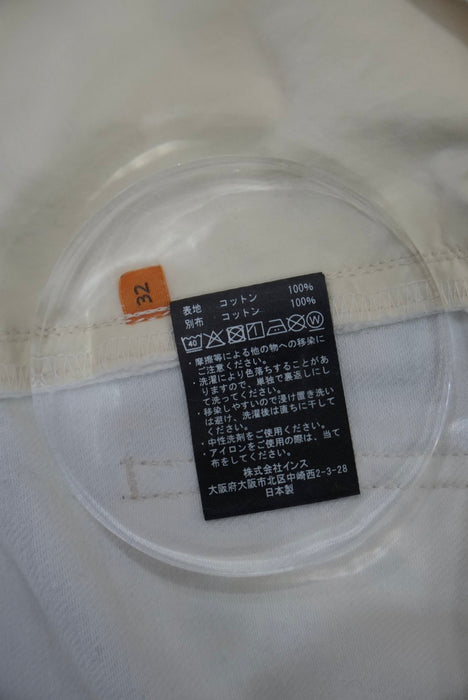 32
表地 コットン 100%
別布 コットン 100%
40 W
・摩擦等による他の物への移染に
ご注意ください。
・洗濯により色落ちすることがあ
りますので、単独で裏返しにし
て洗ってください。
・移染しやすいので浸け置き洗い
は避け、洗濯後は直ちに干して
ください。
・中性洗剤をご使用ください。
・アイロンをご使用の際は、当て
布をしてください。
株式会社インス
大阪府大阪市北区中崎西2-3-28
日本製